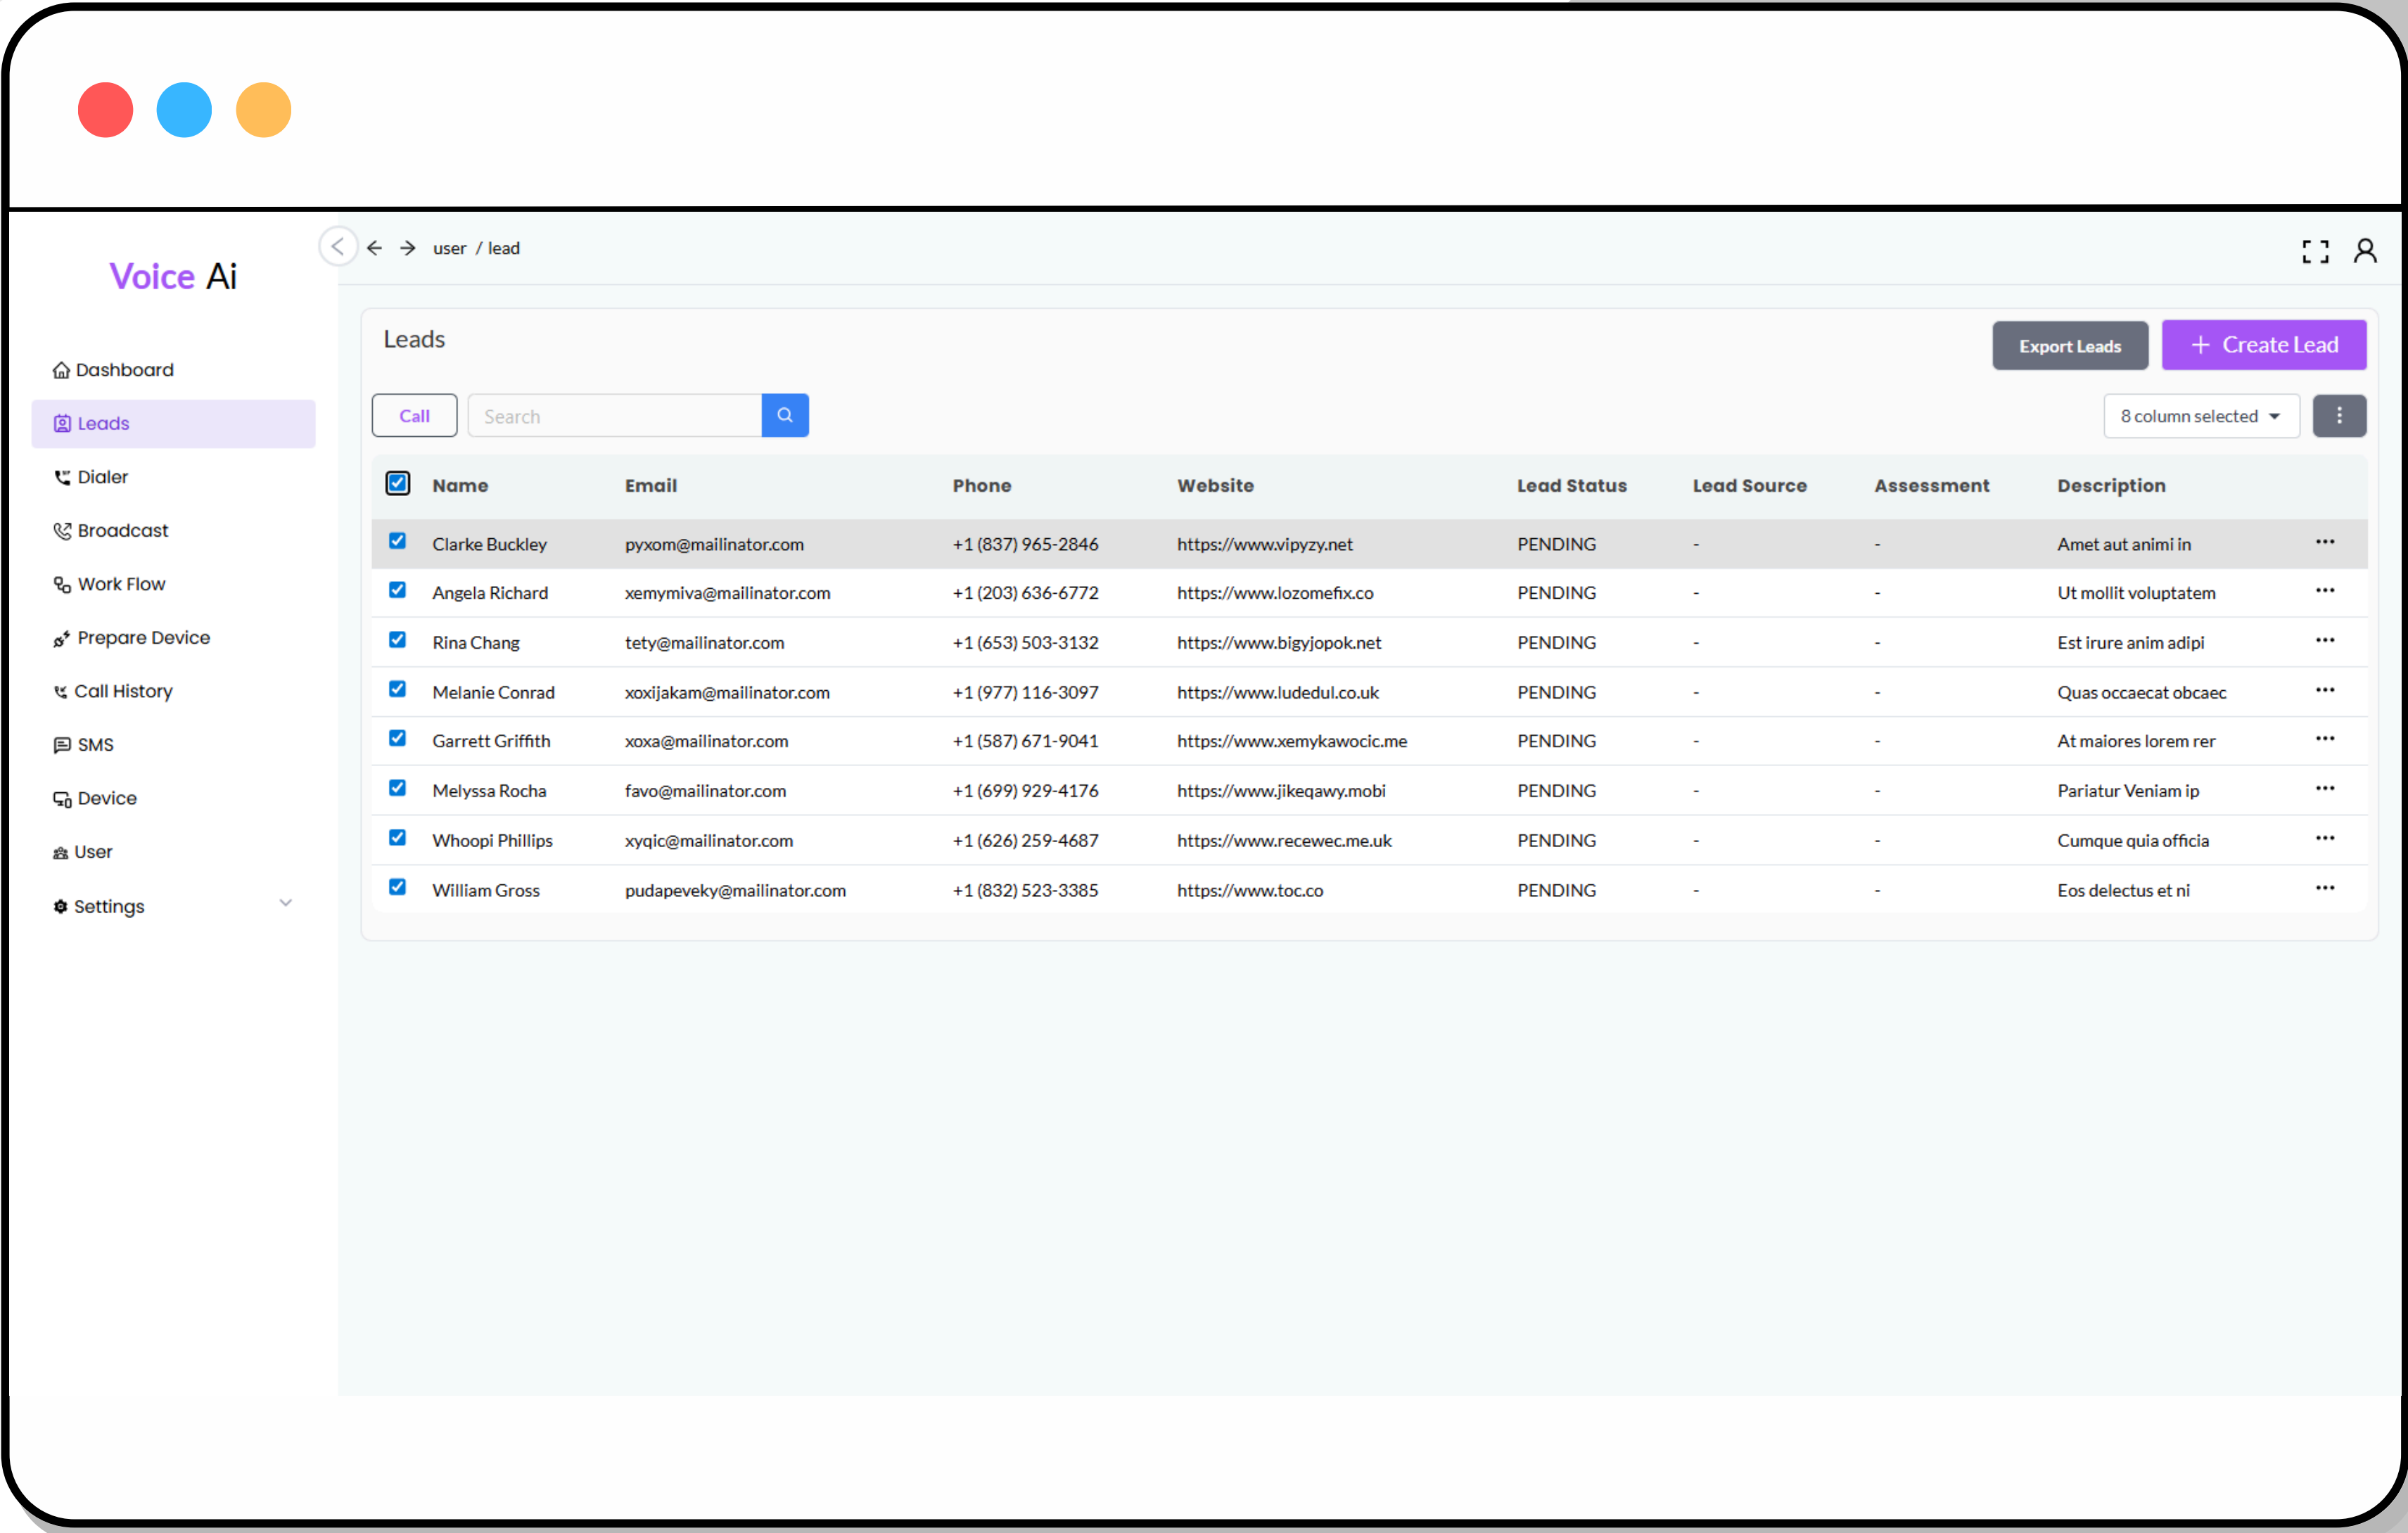 Voice Ai
user / lead
Dashboard
Leads
Dialer
Broadcast
Work Flow
Prepare Device
Call History
SMS
Device
User
Settings
Leads
Export Leads
+ Create Lead
Call
Search
8 column selected
Name Email Phone Website Lead Status Lead Source Assessment Description
Clarke Buckley pyxom@mailinator.com +1 (837) 965-2846 https://www.vipyzy.net PENDING - - Amet aut animi in
Angela Richard xemymiva@mailinator.com +1 (203) 636-6772 https://www.lozomefix.co PENDING - - Ut mollit voluptatem
Rina Chang tety@mailinator.com +1 (653) 503-3132 https://www.bigyjopok.net PENDING - - Est irure anim adipi
Melanie Conrad xoxijakam@mailinator.com +1 (977) 116-3097 https://www.ludedul.co.uk PENDING - - Quas occaecat obcaec
Garrett Griffith xoxa@mailinator.com +1 (587) 671-9041 https://www.xemykawocic.me PENDING - - At maiores lorem rer
Melyssa Rocha favo@mailinator.com +1 (699) 929-4176 https://www.jikeqawy.mobi PENDING - - Pariatur Veniam ip
Whoopi Phillips xyqic@mailinator.com +1 (626) 259-4687 https://www.recewec.me.uk PENDING - - Cumque quia officia
William Gross pudapeveky@mailinator.com +1 (832) 523-3385 https://www.toc.co PENDING - - Eos delectus et ni